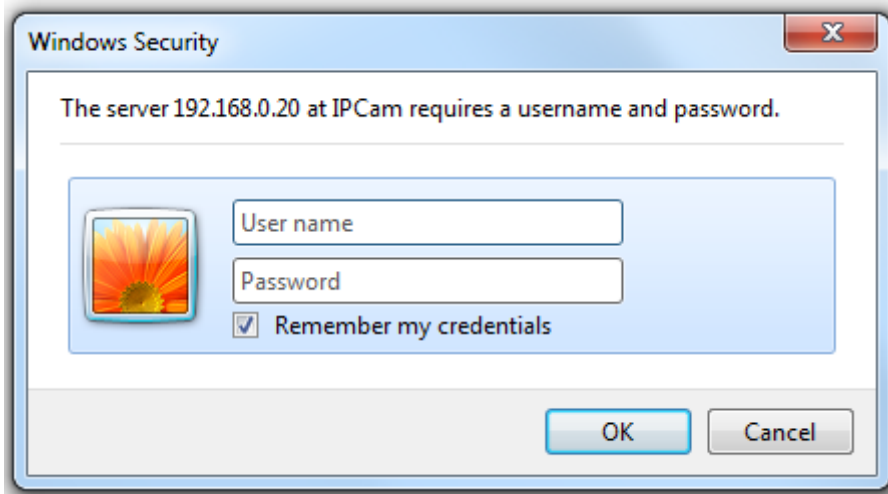 Windows Security
The server 192.168.0.20 at IPCam requires a username and password.
User name
Password
Remember my credentials
OK
Cancel